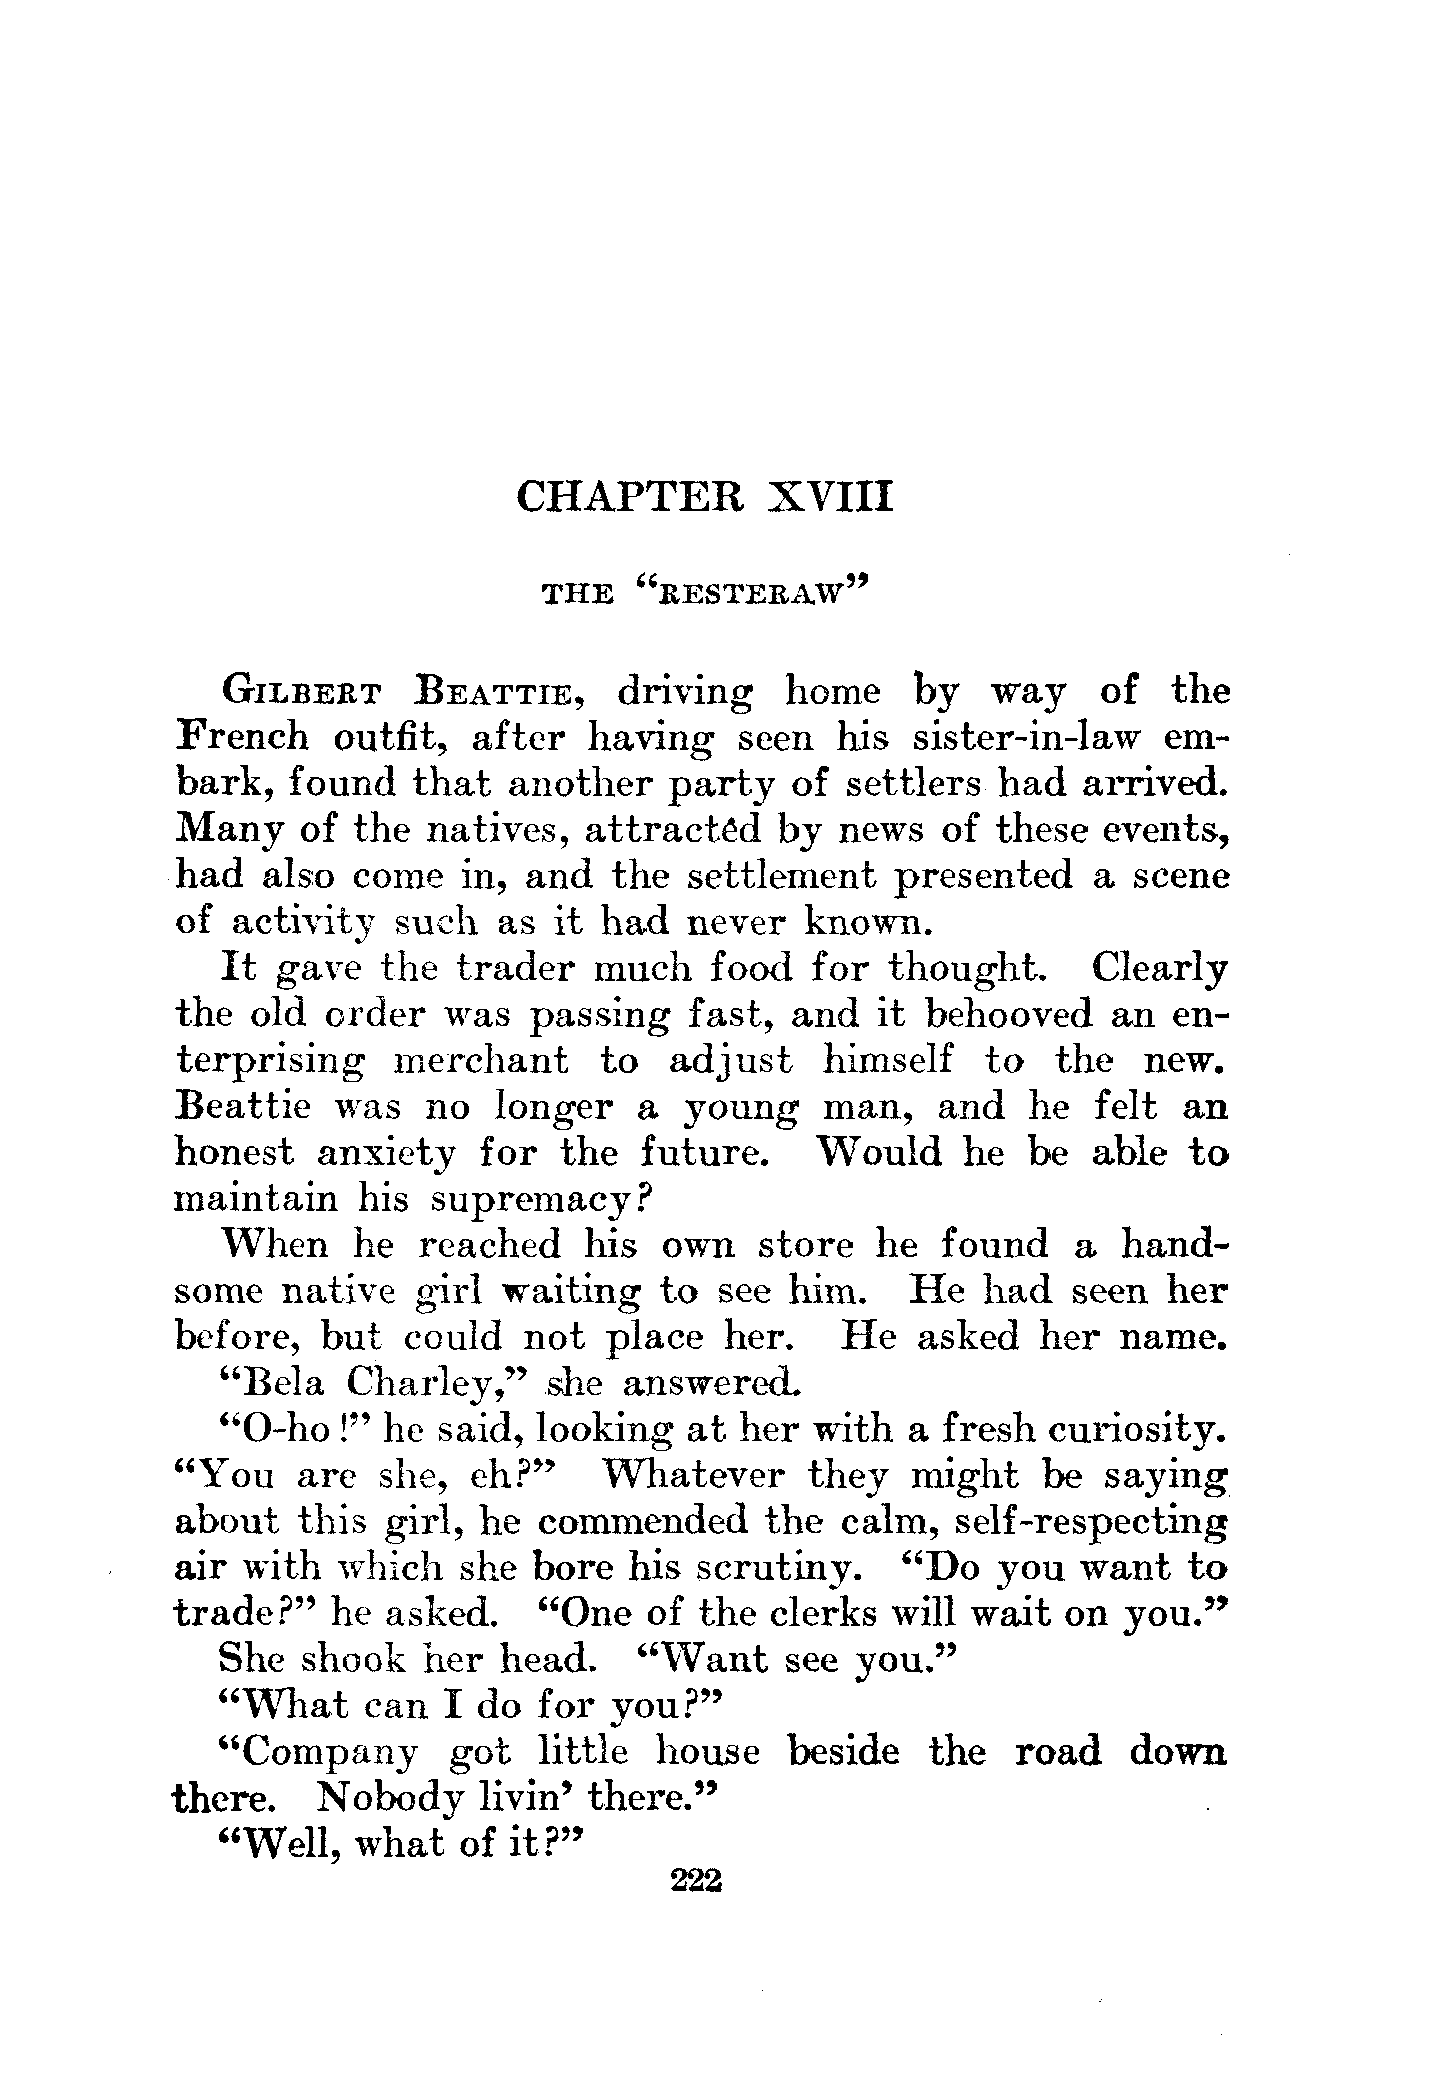 CHAPTER XVIII
THE "RESTERAW"
GILBERT BEATTIE, driving home by way of the
French outfit, after having seen his sister-in-law em-
bark, found that another party of settlers had arrived.
Many of the natives, attracted by news of these events,
had also come in, and the settlement presented a scene
of activity such as it had never known.
It gave the trader much food for thought. Clearly
the old order was passing fast, and it behooved an en-
terprising merchant to adjust himself to the new.
Beattie was no longer a young man, and he felt an
honest anxiety for the future. Would he be able to
maintain his supremacy?
When he reached his own store he found a hand-
some native girl waiting to see him. He had seen her
before, but could not place her. He asked her name.
"Bela Charley," she answered.
"O-ho!" he said, looking at her with a fresh curiosity.
"You are she, eh?" Whatever they might be saying
about this girl, he commended the calm, self-respecting
air with which she bore his scrutiny. "Do you want to
trade?" he asked. "One of the clerks will wait on you."
She shook her head. "Want see you."
"What can I do for you?"
"Company got little house beside the road down
there. Nobody livin' there."
"Well, what of it?"
222